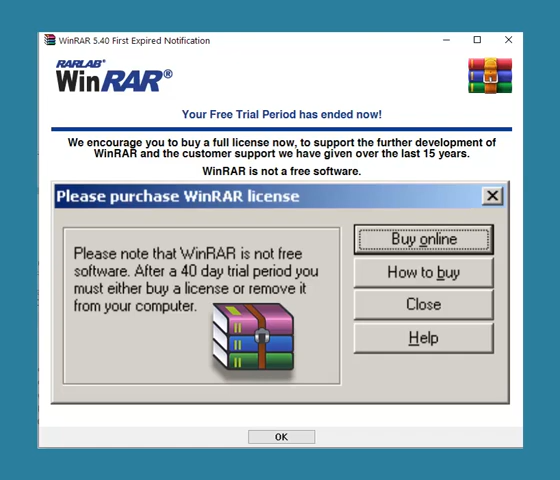 WinRAR 5.40 First Expired Notification
RARLAB®
WinRAR®
Your Free Trial Period has ended now!
We encourage you to buy a full license now, to support the further development of
WinRAR and the customer support we have given over the last 15 years.
WinRAR is not a free software.
Please purchase WinRAR license
Please note that WinRAR is not free
software. After a 40 day trial period you
must either buy a license or remove it
from your computer.
Buy online
How to buy
Close
Help
OK